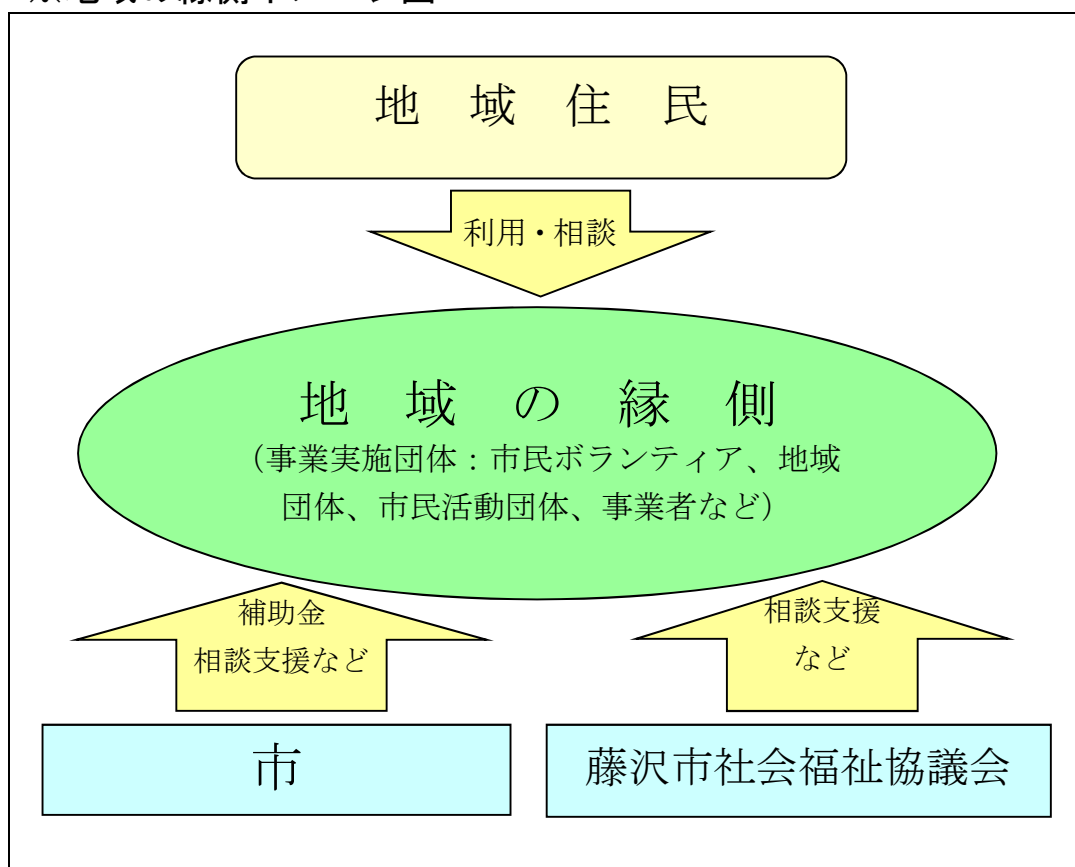 地域住民
利用・相談
地域の縁側
（事業実施団体：市民ボランティア、地域
団体、市民活動団体、事業者など）
補助金
相談支援など
相談支援
など
市
藤沢市社会福祉協議会